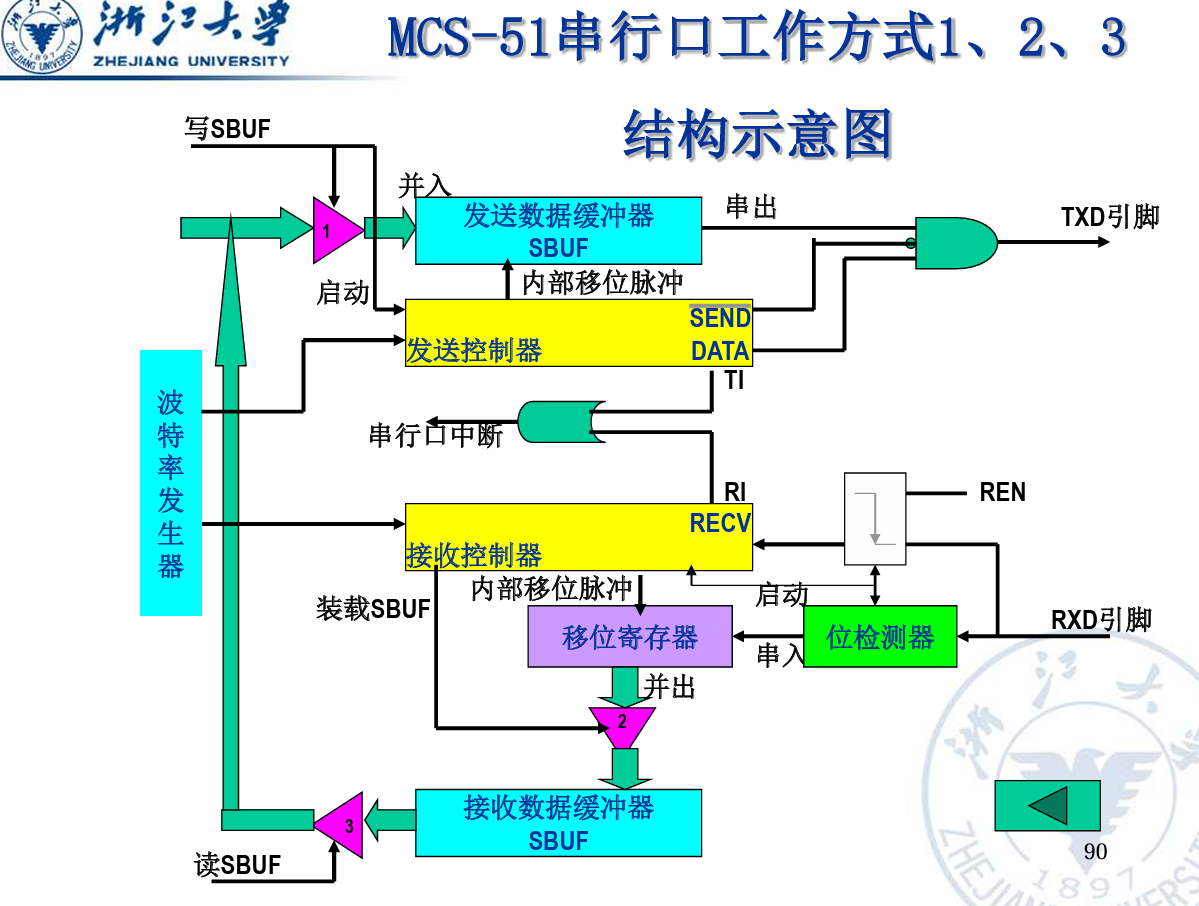 浙江大学
ZHEJIANG UNIVERSITY
MCS-51串行口工作方式1、2、3
结构示意图
写SBUF
并入
发送数据缓冲器
SBUF
串出
TXD引脚
1
启动
内部移位脉冲
SEND
发送控制器
DATA
TI
波特率发生器
串行口中断
RI
REN
RECV
接收控制器
内部移位脉冲
启动
装载SBUF
RXD引脚
移位寄存器
位检测器
串入
并出
2
接收数据缓冲器
SBUF
3
读SBUF
90
1897